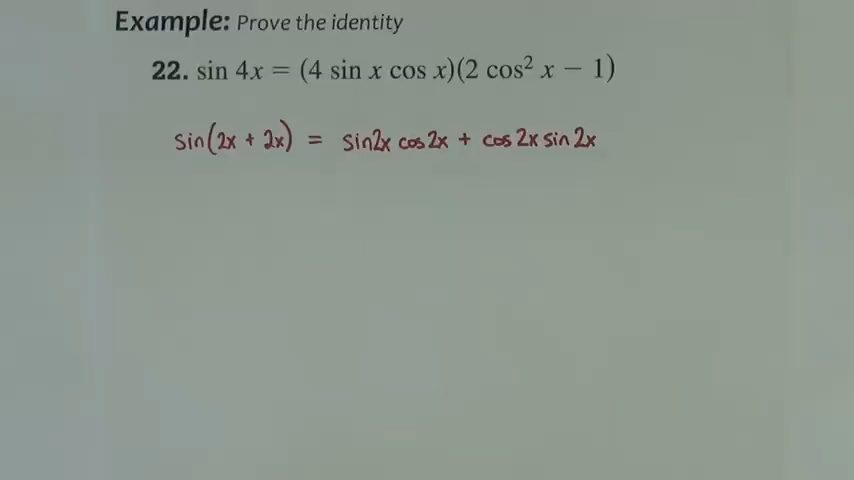 Example: Prove the identity
22. sin 4x = (4 sin x cos x)(2 cos² x − 1)
sin(2x + 2x) = sin2x cos2x + cos2x sin2x